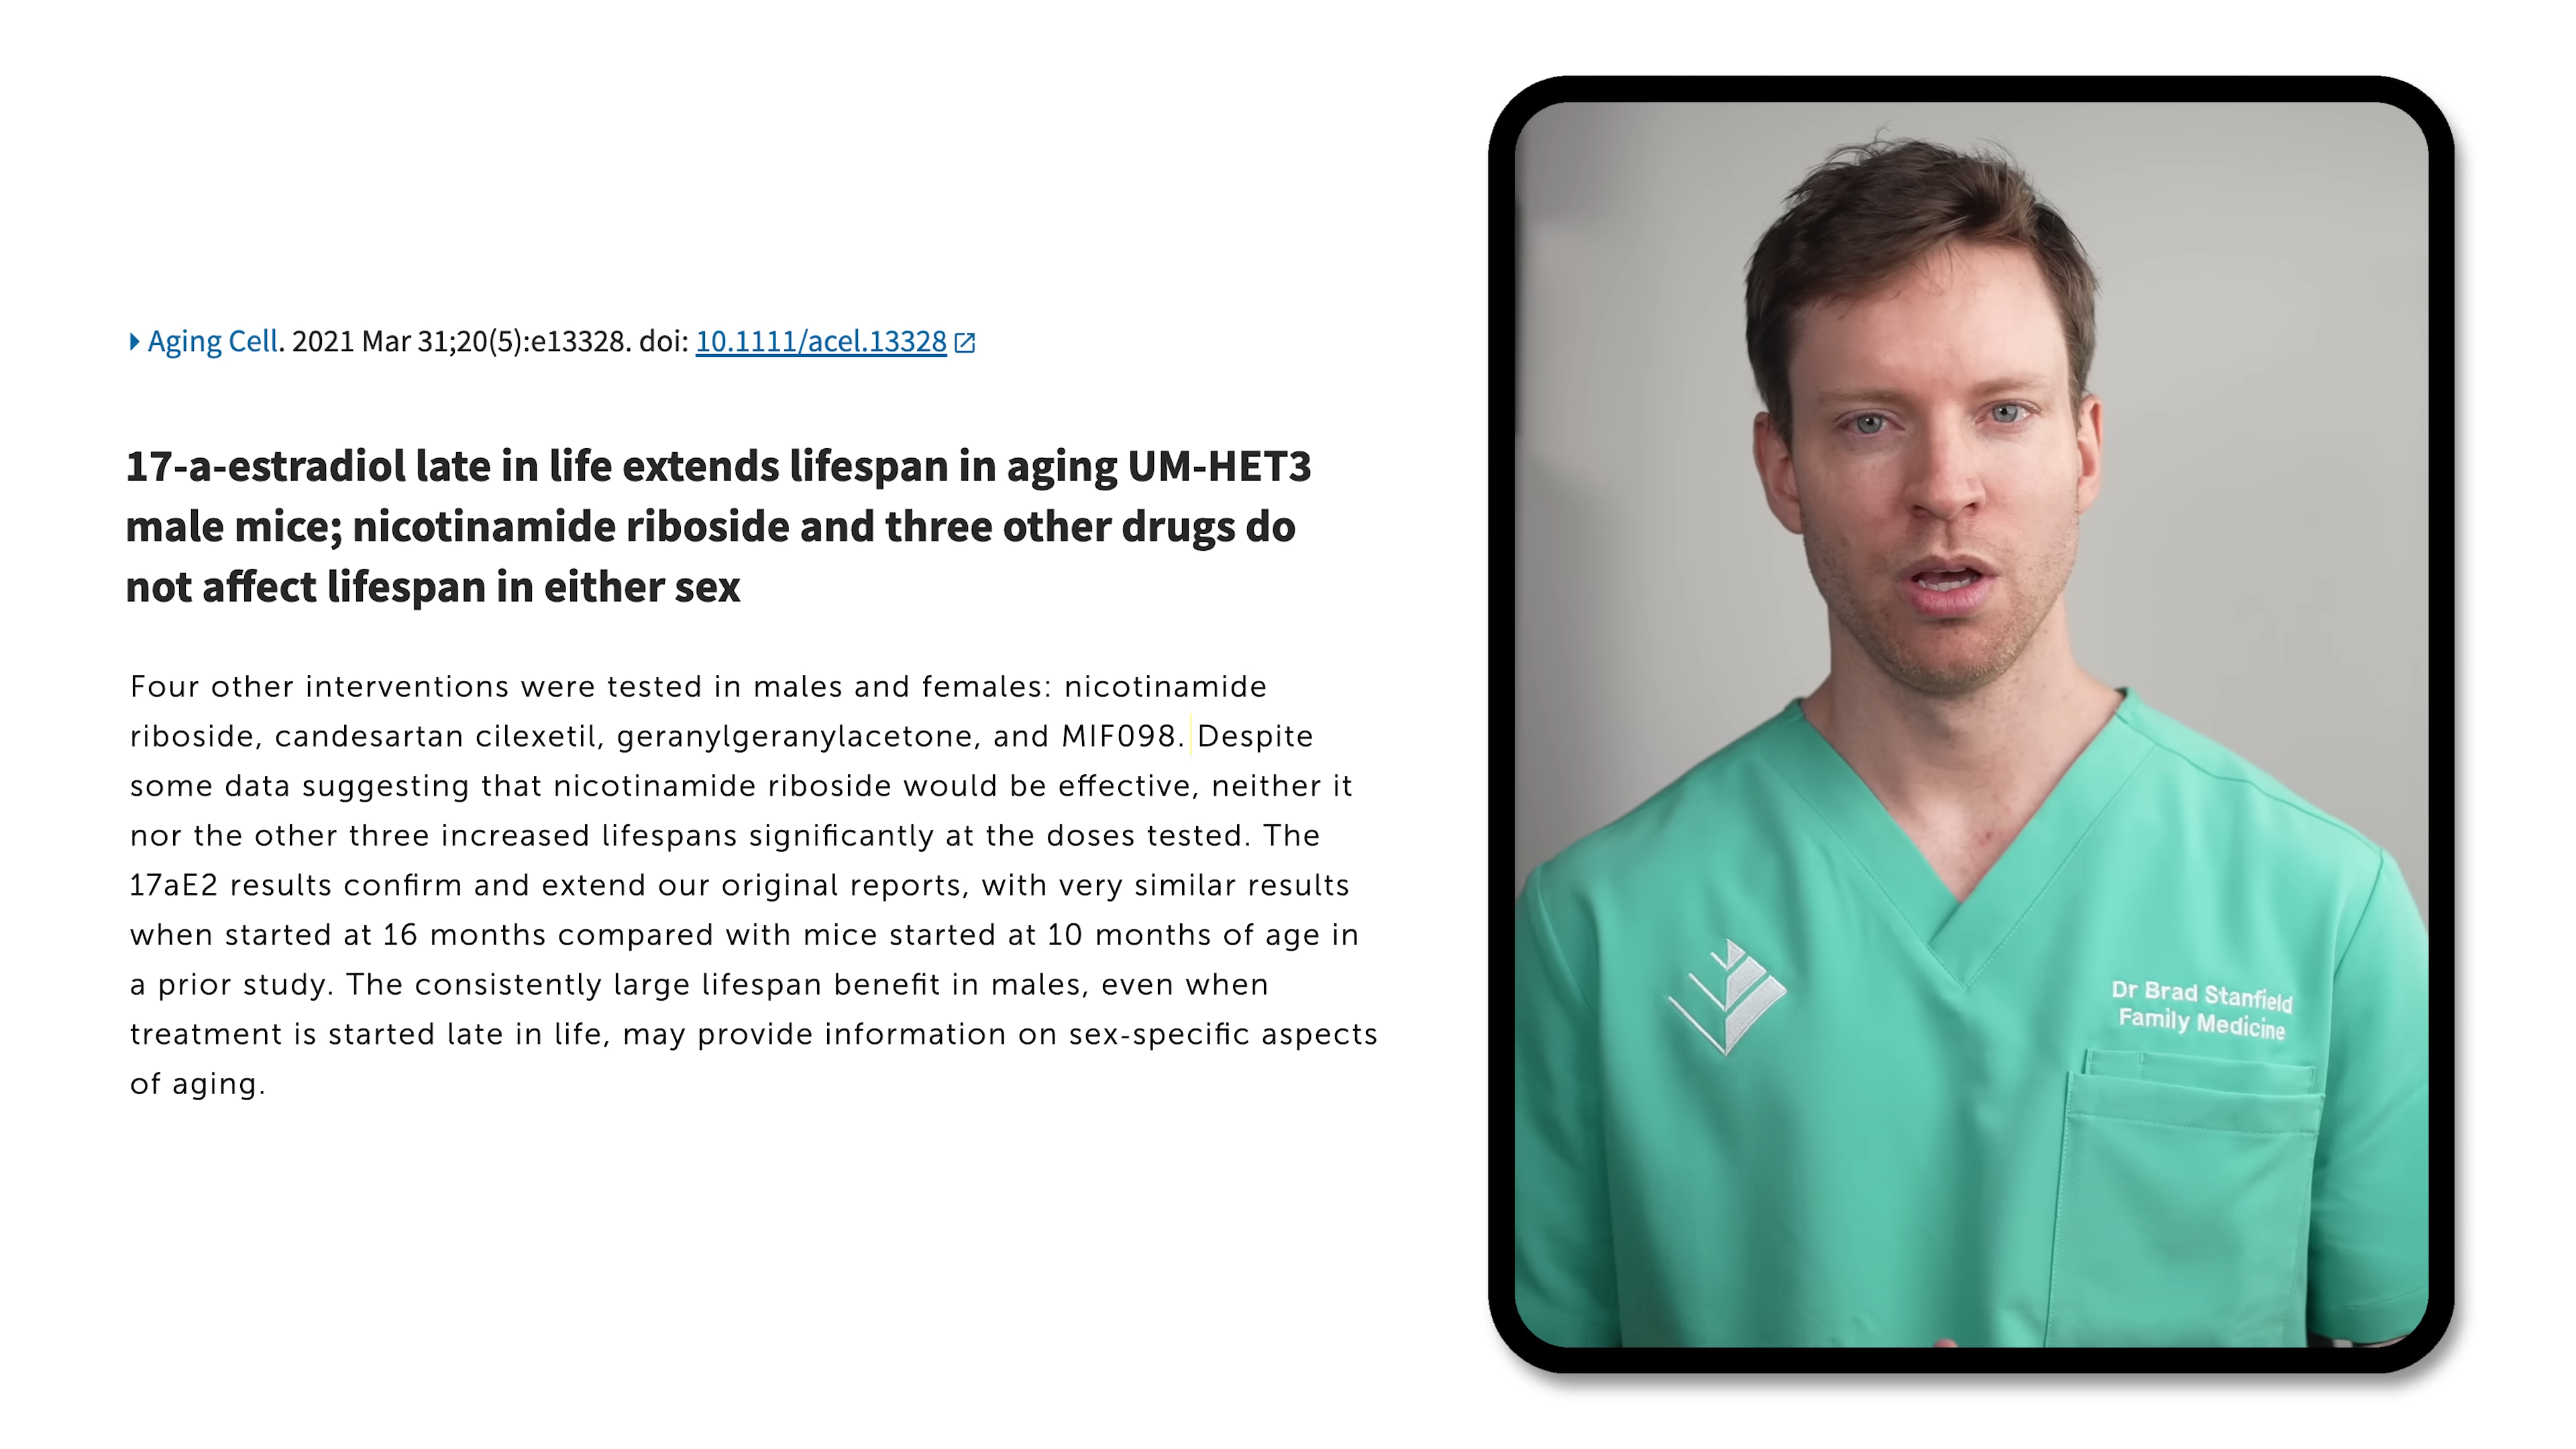 Aging Cell. 2021 Mar 31;20(5):e13328. doi: 10.1111/acel.13328
17-a-estradiol late in life extends lifespan in aging UM-HET3
male mice; nicotinamide riboside and three other drugs do
not affect lifespan in either sex
Four other interventions were tested in males and females: nicotinamide
riboside, candesartan cilexetil, geranylgeranylacetone, and MIF098. Despite
some data suggesting that nicotinamide riboside would be effective, neither it
nor the other three increased lifespans significantly at the doses tested. The
17aE2 results confirm and extend our original reports, with very similar results
when started at 16 months compared with mice started at 10 months of age in
a prior study. The consistently large lifespan benefit in males, even when
treatment is started late in life, may provide information on sex-specific aspects
of aging.
Dr Brad Stanfield
Family Medicine